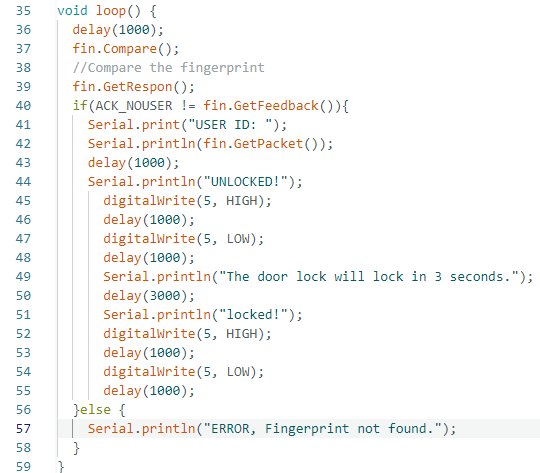 35 void loop() {
36 delay(1000);
37 fin.Compare();
38 //Compare the fingerprint
39 fin.GetRespon();
40 if(ACK_NOUSER != fin.GetFeedback()){
41 Serial.print("USER ID: ");
42 Serial.println(fin.GetPacket());
43 delay(1000);
44 Serial.println("UNLOCKED!");
45 digitalWrite(5, HIGH);
46 delay(1000);
47 digitalWrite(5, LOW);
48 delay(1000);
49 Serial.println("The door lock will lock in 3 seconds.");
50 delay(3000);
51 Serial.println("locked!");
52 digitalWrite(5, HIGH);
53 delay(1000);
54 digitalWrite(5, LOW);
55 delay(1000);
56 }else {
57 Serial.println("ERROR, Fingerprint not found.");
58 }
59 }